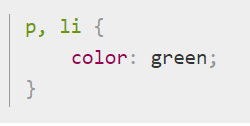 p, li {
    color: green;
}